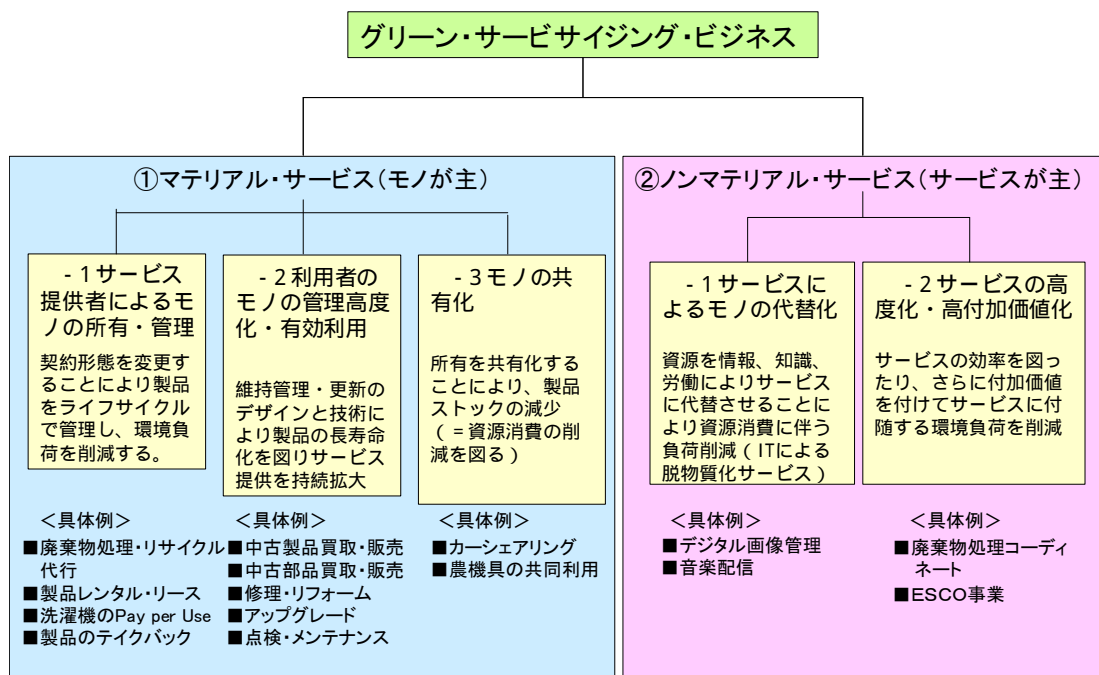 グリーン・サービサイジング・ビジネス
①マテリアル・サービス(モノが主)
-1サービス
提供者によるモ
ノの所有・管理
契約形態を変更す
ることにより製品
をライフサイクル
で管理し、環境負
荷を削減する。
<具体例>
■廃棄物処理・リサイクル
代行
■製品レンタル・リース
■洗濯機のPay per Use
■製品のテイクバック
-2利用者の
モノの管理高度
化・有効利用
維持管理・更新の
デザインと技術に
より製品の長寿命
化を図りサービス
提供を持続拡大
<具体例>
■中古製品買取・販売
■中古部品買取・販売
■修理・リフォーム
■アップグレード
■点検・メンテナンス
-3モノの共
有化
所有を共有化する
ことにより、製品
ストックの減少
(=資源消費の削
減を図る)
<具体例>
■カーシェアリング
■農機具の共同利用
②ノンマテリアル・サービス(サービスが主)
-1サービスに
よるモノの代替化
資源を情報、知識、
労働によりサービス
に代替させることに
より資源消費に伴う
負荷削減(ITによる
脱物質化サービス)
<具体例>
■デジタル画像管理
■音楽配信
-2サービスの高
度化・高付加価値化
サービスの効率を図っ
たり、さらに付加価値
を付けてサービスに付
随する環境負荷を削減
<具体例>
■廃棄物処理コーディ
ネート
■ESCO事業